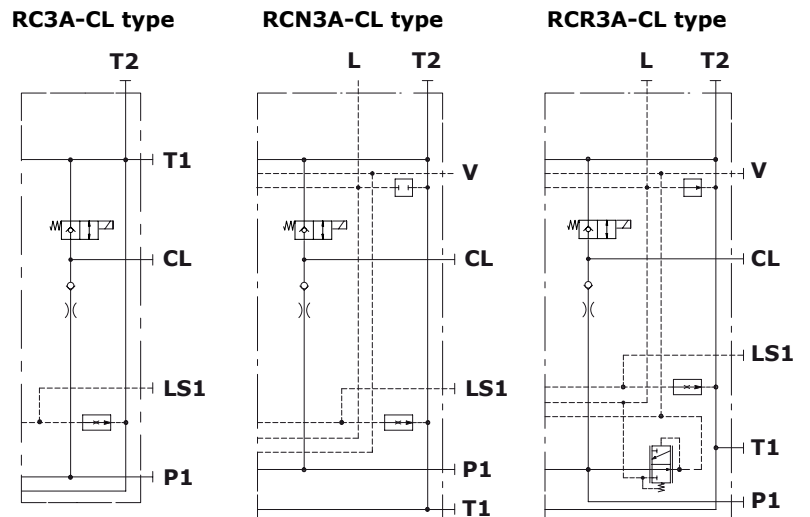 RC3A-CL type
T2
T1
CL
LS1
P1
RCN3A-CL type
L
T2
V
CL
LS1
P1
T1
RCR3A-CL type
L
T2
V
CL
LS1
T1
P1